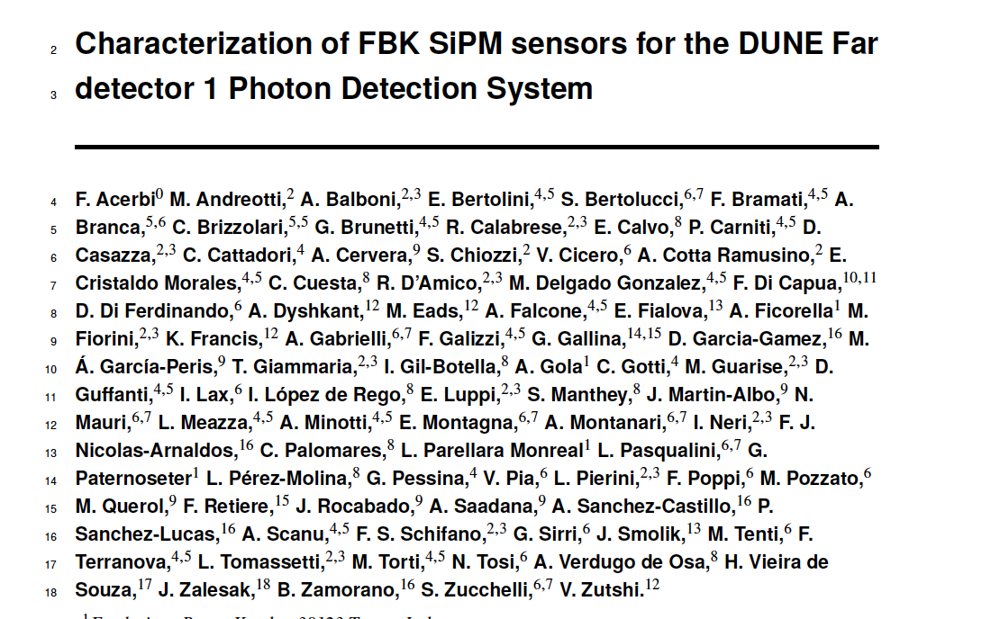 2 Characterization of FBK SiPM sensors for the DUNE Far
3 detector 1 Photon Detection System
4 F. Acerbi0 M. Andreotti,2 A. Balboni,2,3 E. Bertolini,4,5 S. Bertolucci,6,7 F. Bramati,4,5 A.
5 Branca,5,6 C. Brizzolari,5,5 G. Brunetti,4,5 R. Calabrese,2,3 E. Calvo,8 P. Carniti,4,5 D.
6 Casazza,2,3 C. Cattadori,4 A. Cervera,9 S. Chiozzi,2 V. Cicero,6 A. Cotta Ramusino,2 E.
7 Cristaldo Morales,4,5 C. Cuesta,8 R. D'Amico,2,3 M. Delgado Gonzalez,4,5 F. Di Capua,10,11
8 D. Di Ferdinando,6 A. Dyshkant,12 M. Eads,12 A. Falcone,4,5 E. Fialova,13 A. Ficorella1 M.
9 Fiorini,2,3 K. Francis,12 A. Gabrielli,6,7 F. Galizzi,4,5 G. Gallina,14,15 D. Garcia-Gamez,16 M.
10 Á. García-Peris,9 T. Giammaria,2,3 I. Gil-Botella,8 A. Gola1 C. Gotti,4 M. Guarise,2,3 D.
11 Guffanti,4,5 I. Lax,6 I. López de Rego,8 E. Luppi,2,3 S. Manthey,8 J. Martin-Albo,9 N.
12 Mauri,6,7 L. Meazza,4,5 A. Minotti,4,5 E. Montagna,6,7 A. Montanari,6,7 I. Neri,2,3 F. J.
13 Nicolas-Arnaldos,16 C. Palomares,8 L. Parellara Monreal1 L. Pasqualini,6,7 G.
14 Paternoseter1 L. Pérez-Molina,8 G. Pessina,4 V. Pia,6 L. Pierini,2,3 F. Poppi,6 M. Pozzato,6
15 M. Querol,9 F. Retiere,15 J. Rocabado,9 A. Saadana,9 A. Sanchez-Castillo,16 P.
16 Sanchez-Lucas,16 A. Scanu,4,5 F. S. Schifano,2,3 G. Sirri,6 J. Smolik,13 M. Tenti,6 F.
17 Terranova,4,5 L. Tomassetti,2,3 M. Torti,4,5 N. Tosi,6 A. Verdugo de Osa,8 H. Vieira de
18 Souza,17 J. Zalesak,18 B. Zamorano,16 S. Zucchelli,6,7 V. Zutshi.12